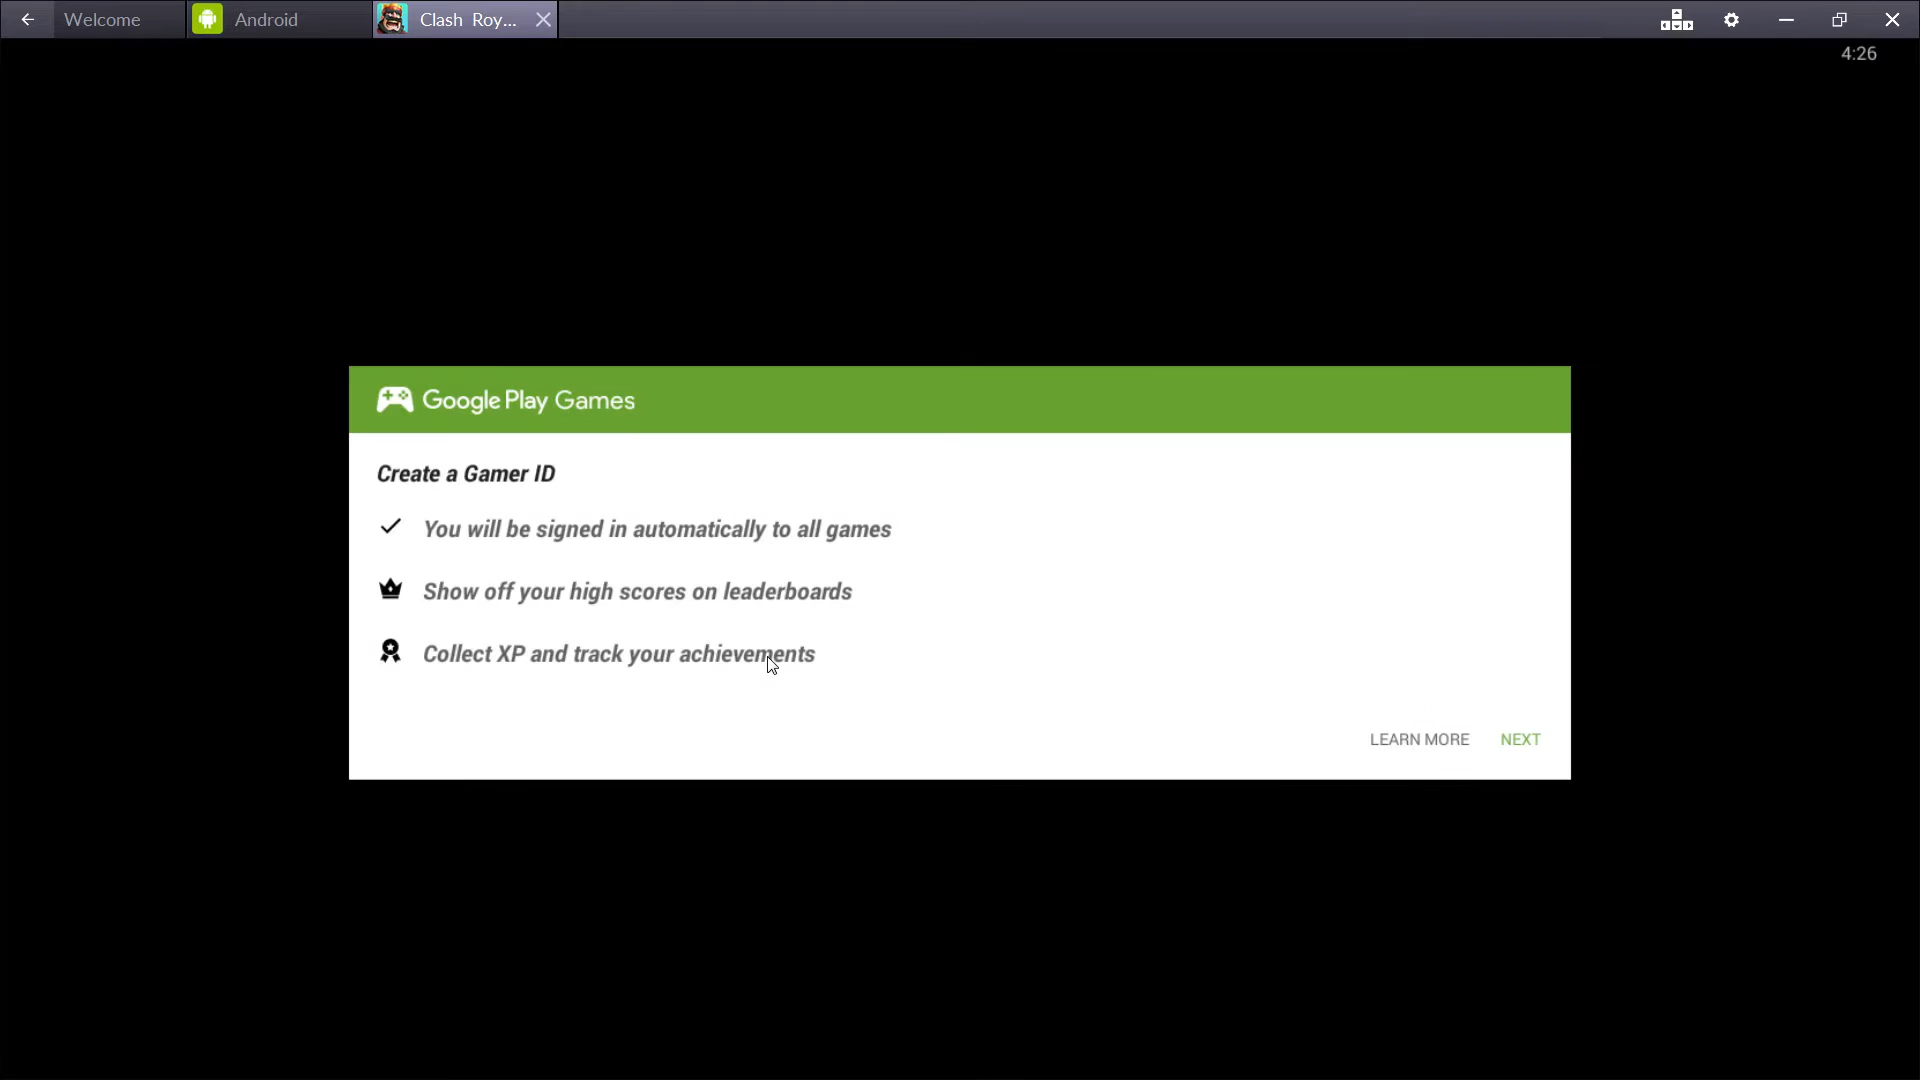 Welcome
Android
Clash Roy...
4:26
Google Play Games
Create a Gamer ID
You will be signed in automatically to all games
Show off your high scores on leaderboards
Collect XP and track your achievements
LEARN MORE NEXT